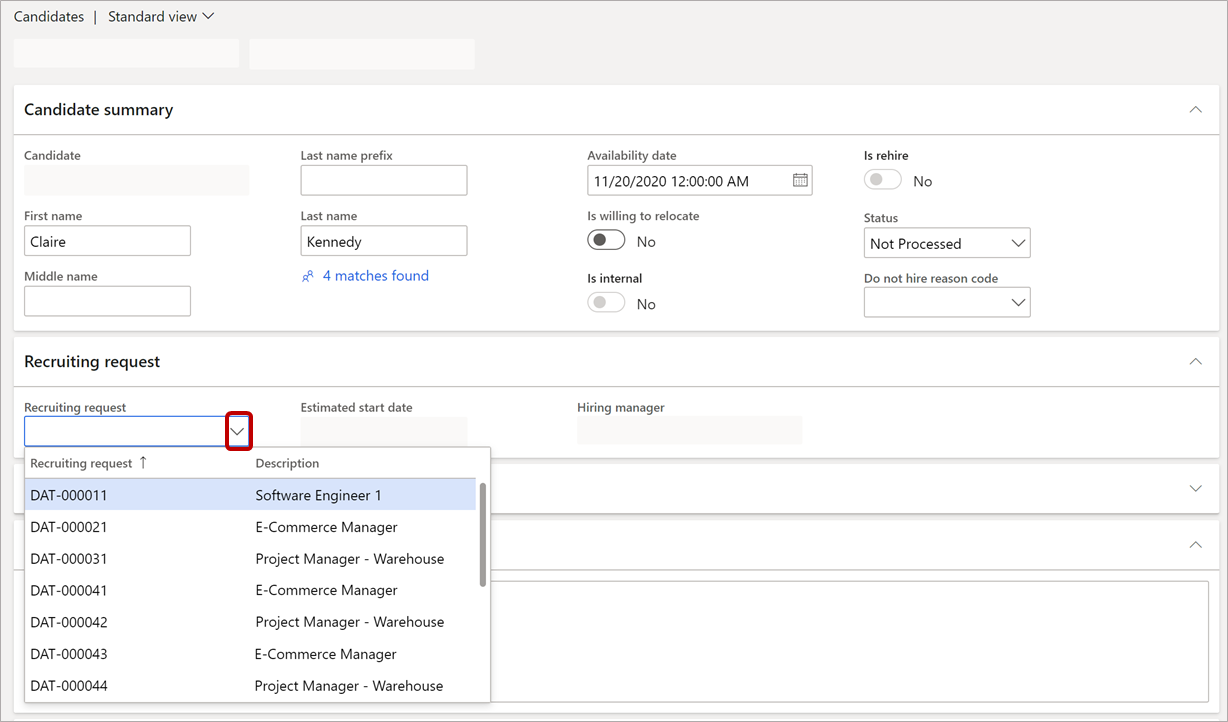 Candidates | Standard view
Candidate summary
Candidate
Last name prefix
Availability date
Is rehire
11/20/2020 12:00:00 AM
No
First name
Last name
Is willing to relocate
Status
Claire
Kennedy
No
Not Processed
Middle name
4 matches found
Is internal
Do not hire reason code
No
Recruiting request
Recruiting request
Estimated start date
Hiring manager
Recruiting request ↑ Description
DAT-000011 Software Engineer 1
DAT-000021 E-Commerce Manager
DAT-000031 Project Manager - Warehouse
DAT-000041 E-Commerce Manager
DAT-000042 Project Manager - Warehouse
DAT-000043 E-Commerce Manager
DAT-000044 Project Manager - Warehouse